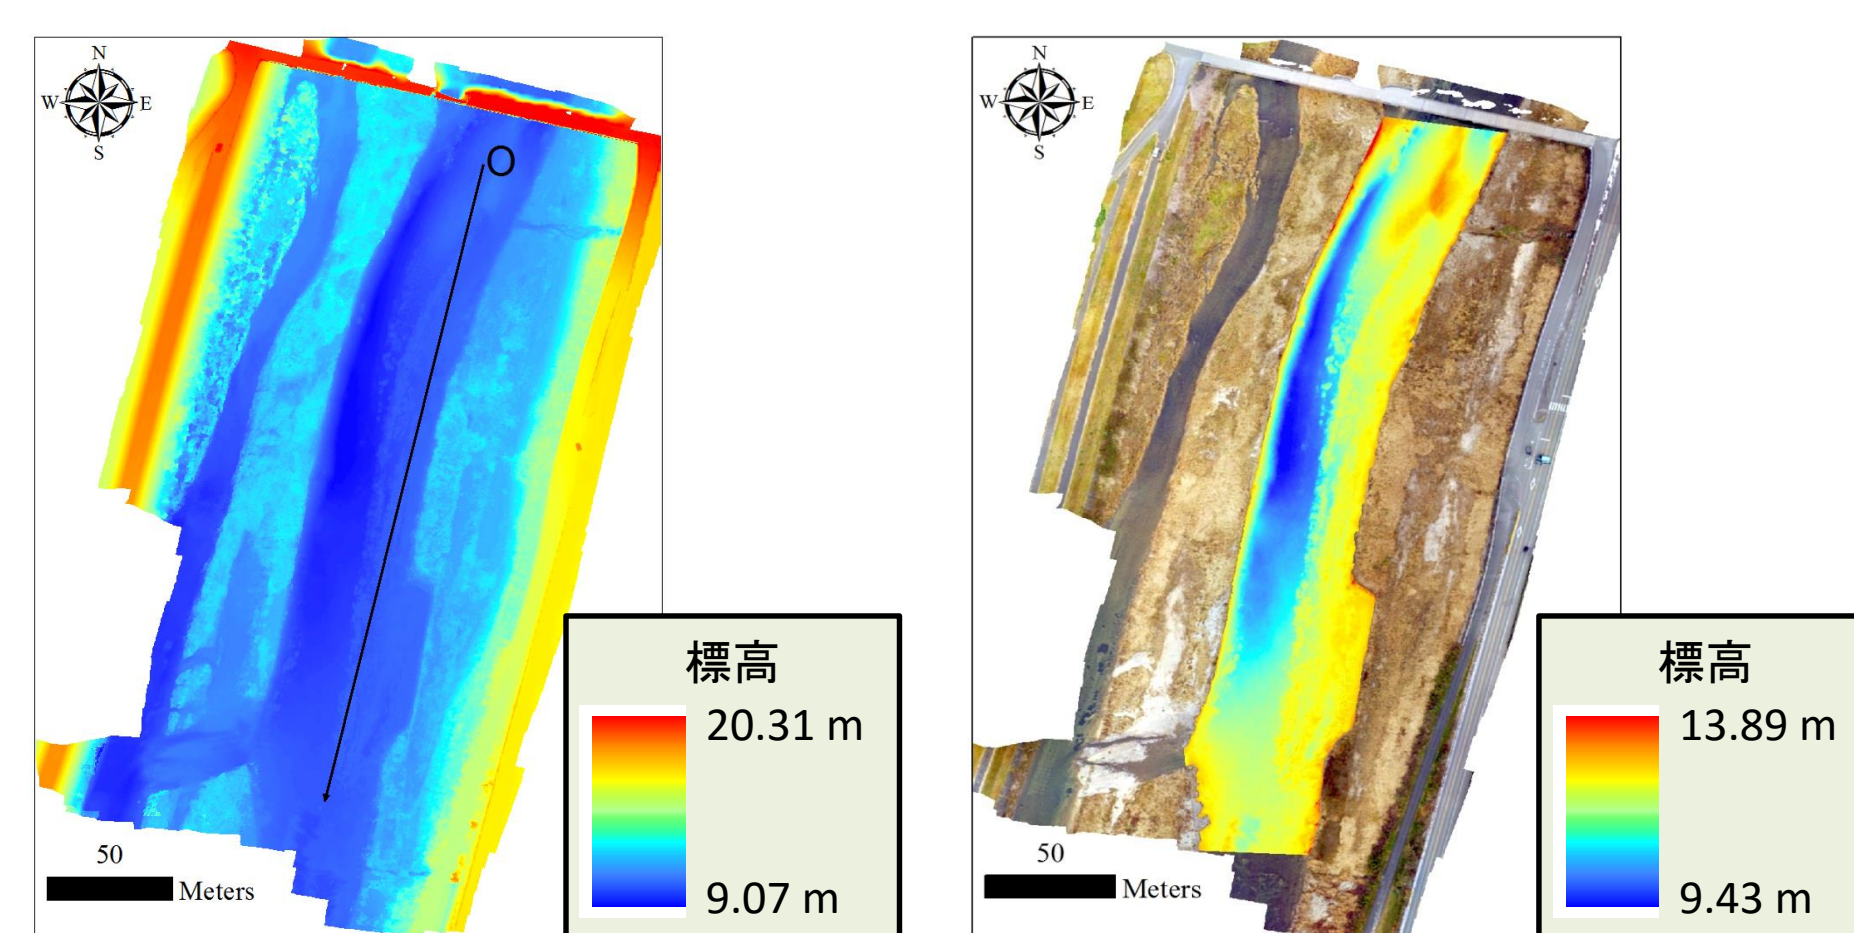 N
W E
S
O
標高
20.31 m
9.07 m
50
Meters
N
W E
S
標高
13.89 m
9.43 m
50
Meters